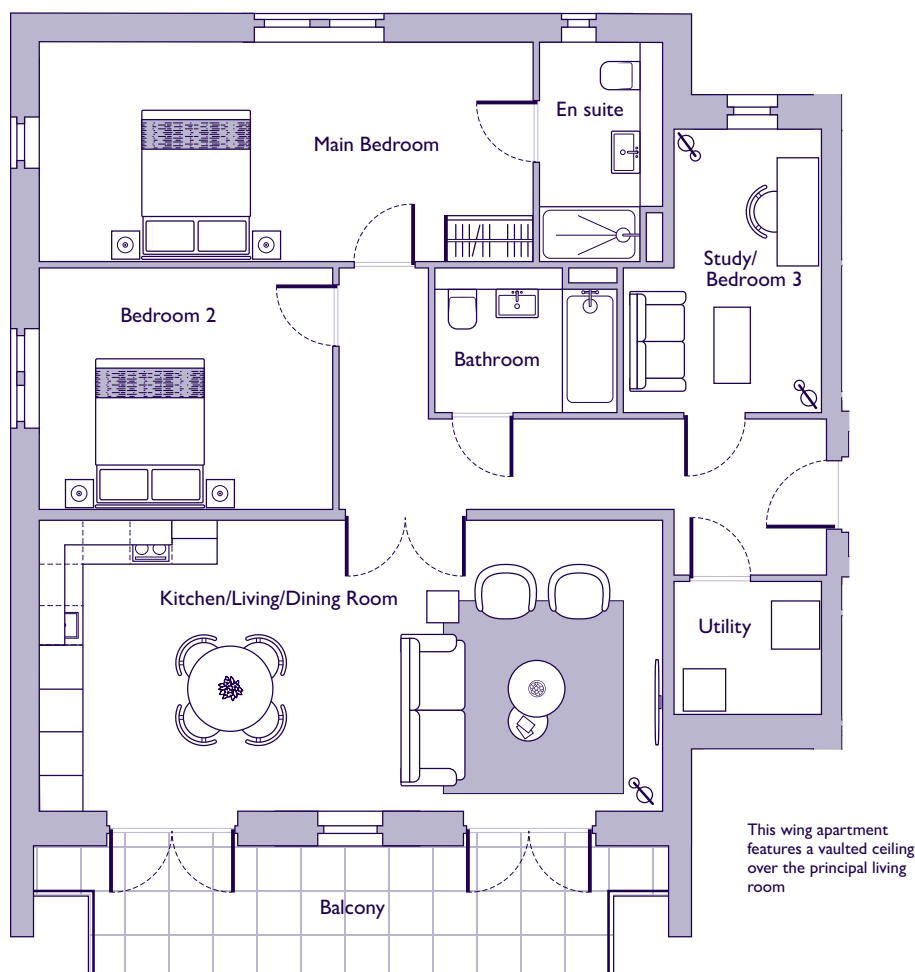 En suite
Main Bedroom
Study/
Bedroom 3
Bedroom 2
Bathroom
Kitchen/Living/Dining Room
Utility
This wing apartment
features a vaulted ceiling
over the principal living
room
Balcony